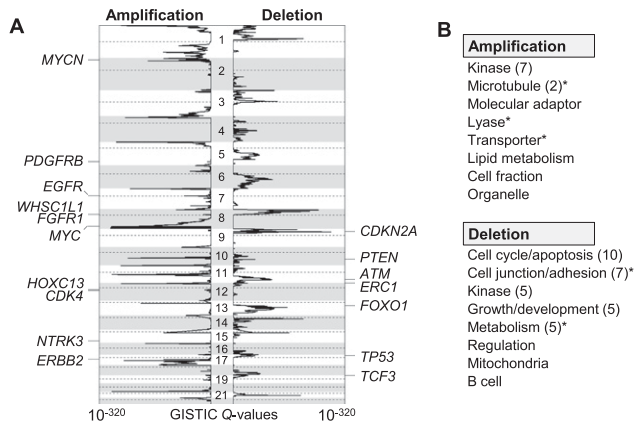 A
Amplification
Deletion
MYCN
PDGFRB
EGFR
WHSC1L1
FGFR1
MYC
HOXC13
CDK4
NTRK3
ERBB2
1
2
3
4
5
6
7
8
9
10
11
12
13
14
15
16
17
19
21
CDKN2A
PTEN
ATM
ERC1
FOXO1
TP53
TCF3
10-320
GISTIC Q-values
10-320
B
Amplification
Kinase (7)
Microtubule (2)*
Molecular adaptor
Lyase*
Transporter*
Lipid metabolism
Cell fraction
Organelle
Deletion
Cell cycle/apoptosis (10)
Cell junction/adhesion (7)*
Kinase (5)
Growth/development (5)
Metabolism (5)*
Regulation
Mitochondria
B cell